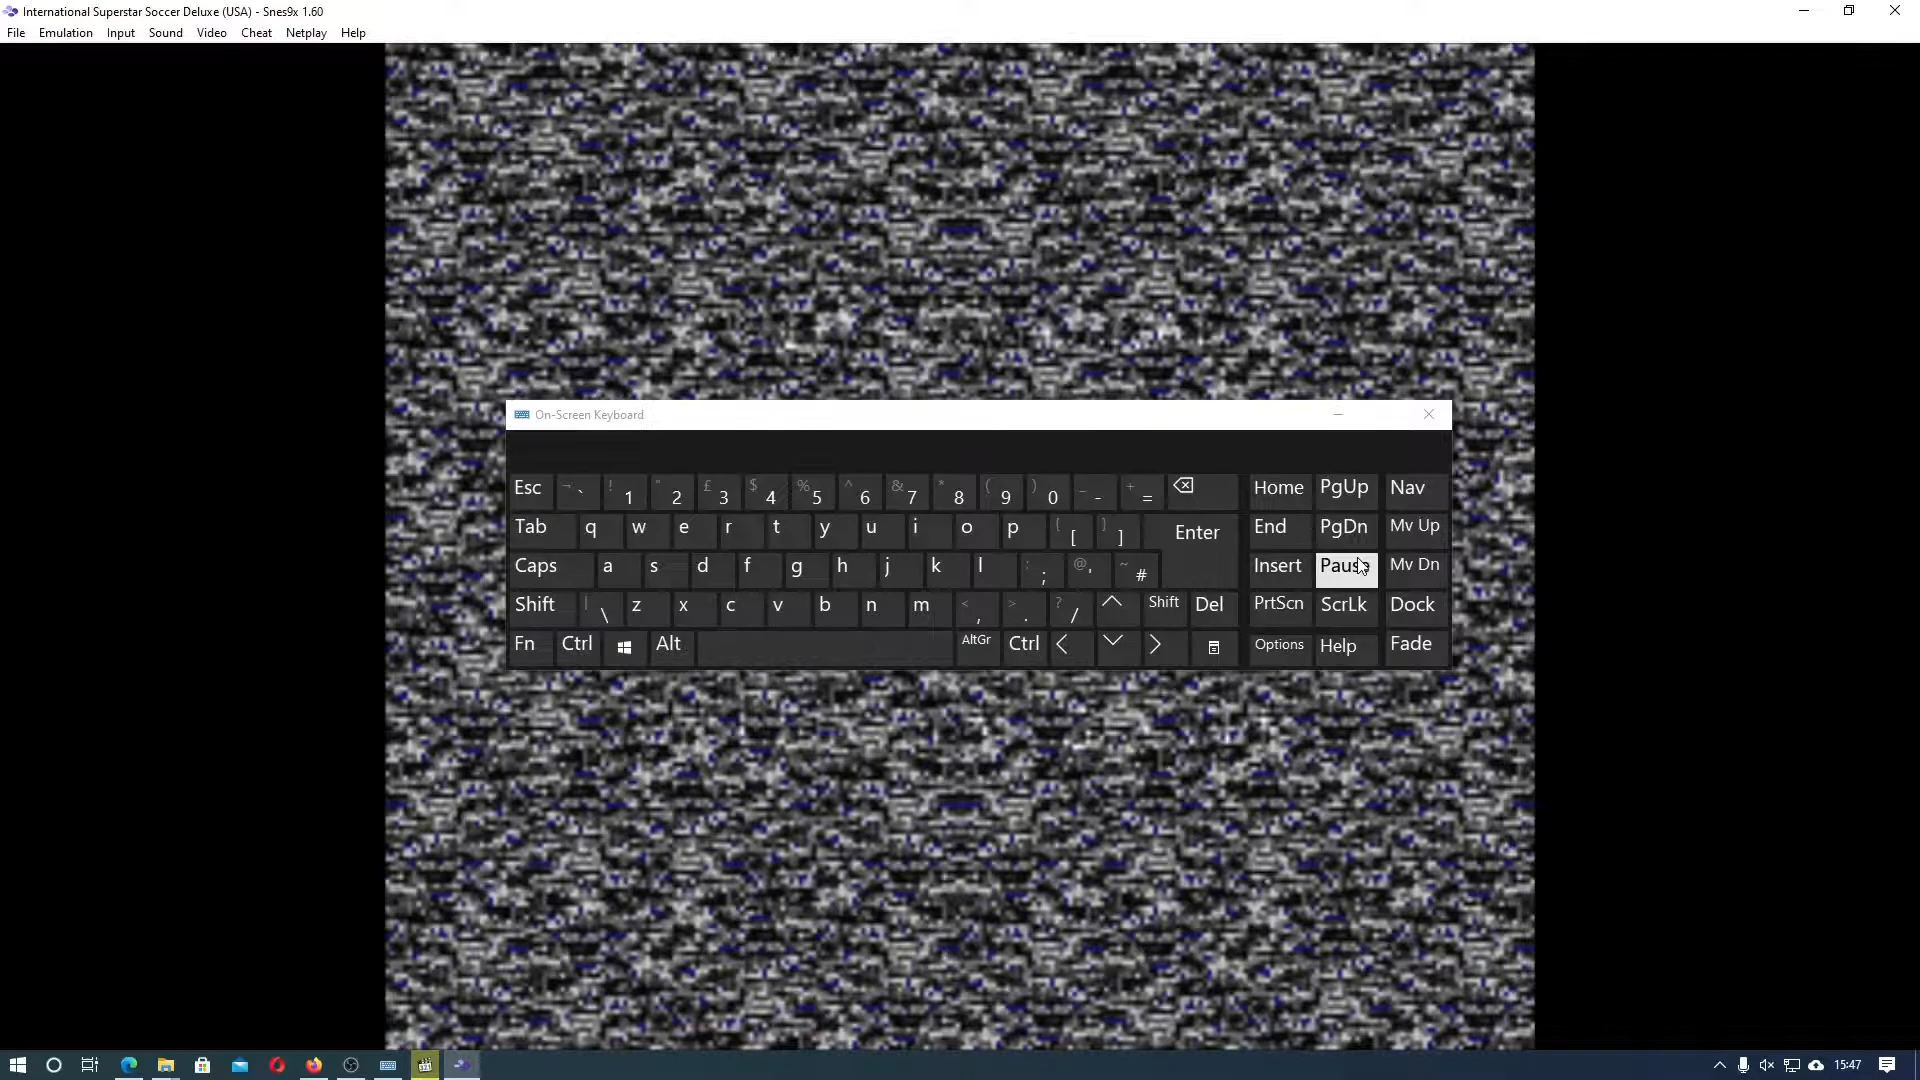 International Superstar Soccer Deluxe (USA) - Snes9x 1.60
File Emulation Input Sound Video Cheat Netplay Help
On-Screen Keyboard
Esc ¬ ` ! 1 " 2 £ 3 $ 4 % 5 ^ 6 & 7 * 8 ( 9 ) 0 _ - + = Home PgUp Nav
Tab q w e r t y u i o p { [ } ] Enter End PgDn Mv Up
Caps a s d f g h j k l : ; @ ' ~ # Insert Pause Mv Dn
Shift | \ z x c v b n m < , > . ? / Shift Del PrtScn ScrLk Dock
Fn Ctrl Alt AltGr Ctrl Options Help Fade
15:47